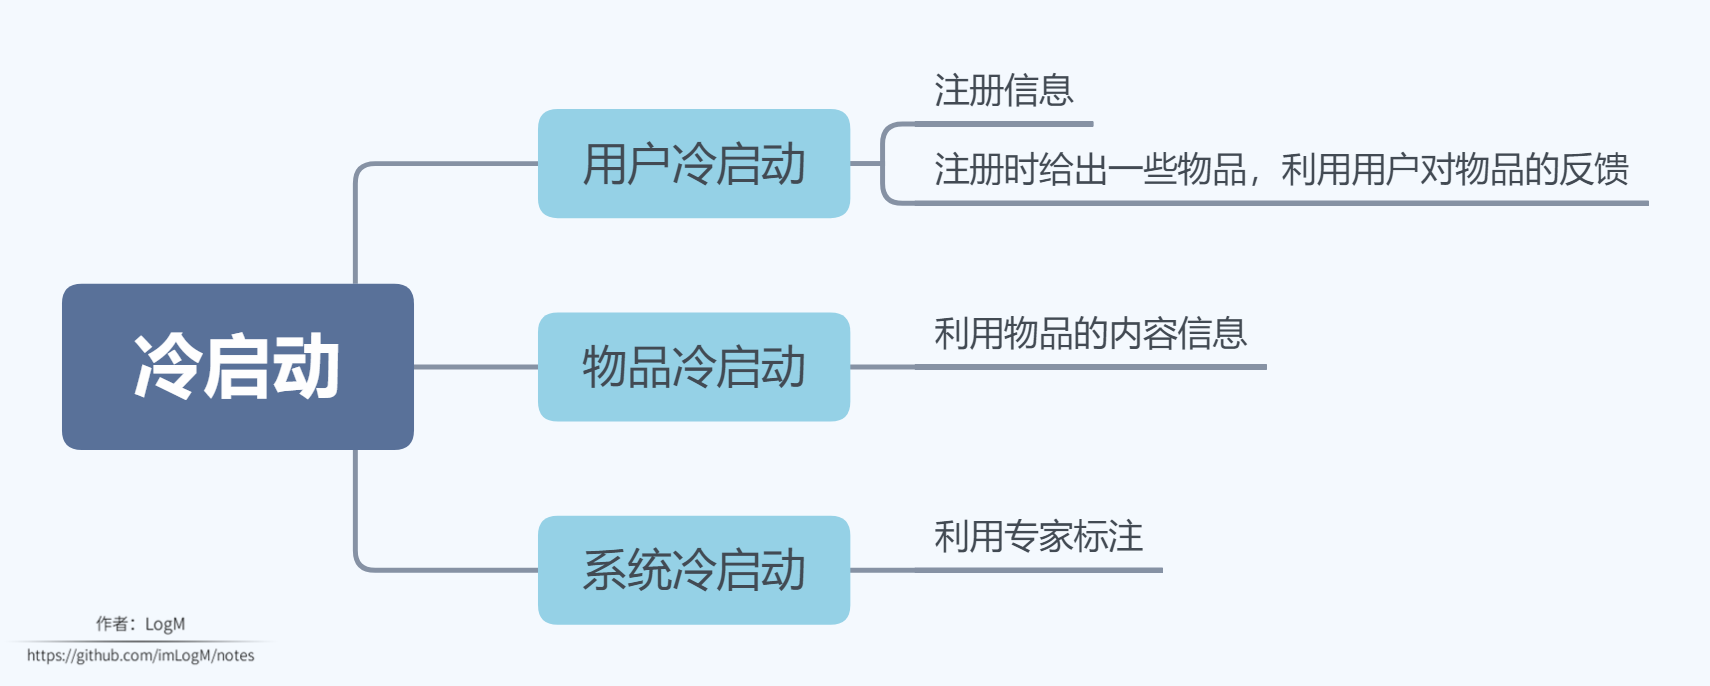 冷启动
用户冷启动
注册信息
注册时给出一些物品，利用用户对物品的反馈
物品冷启动
利用物品的内容信息
系统冷启动
利用专家标注
作者：LogM
https://github.com/imLogM/notes